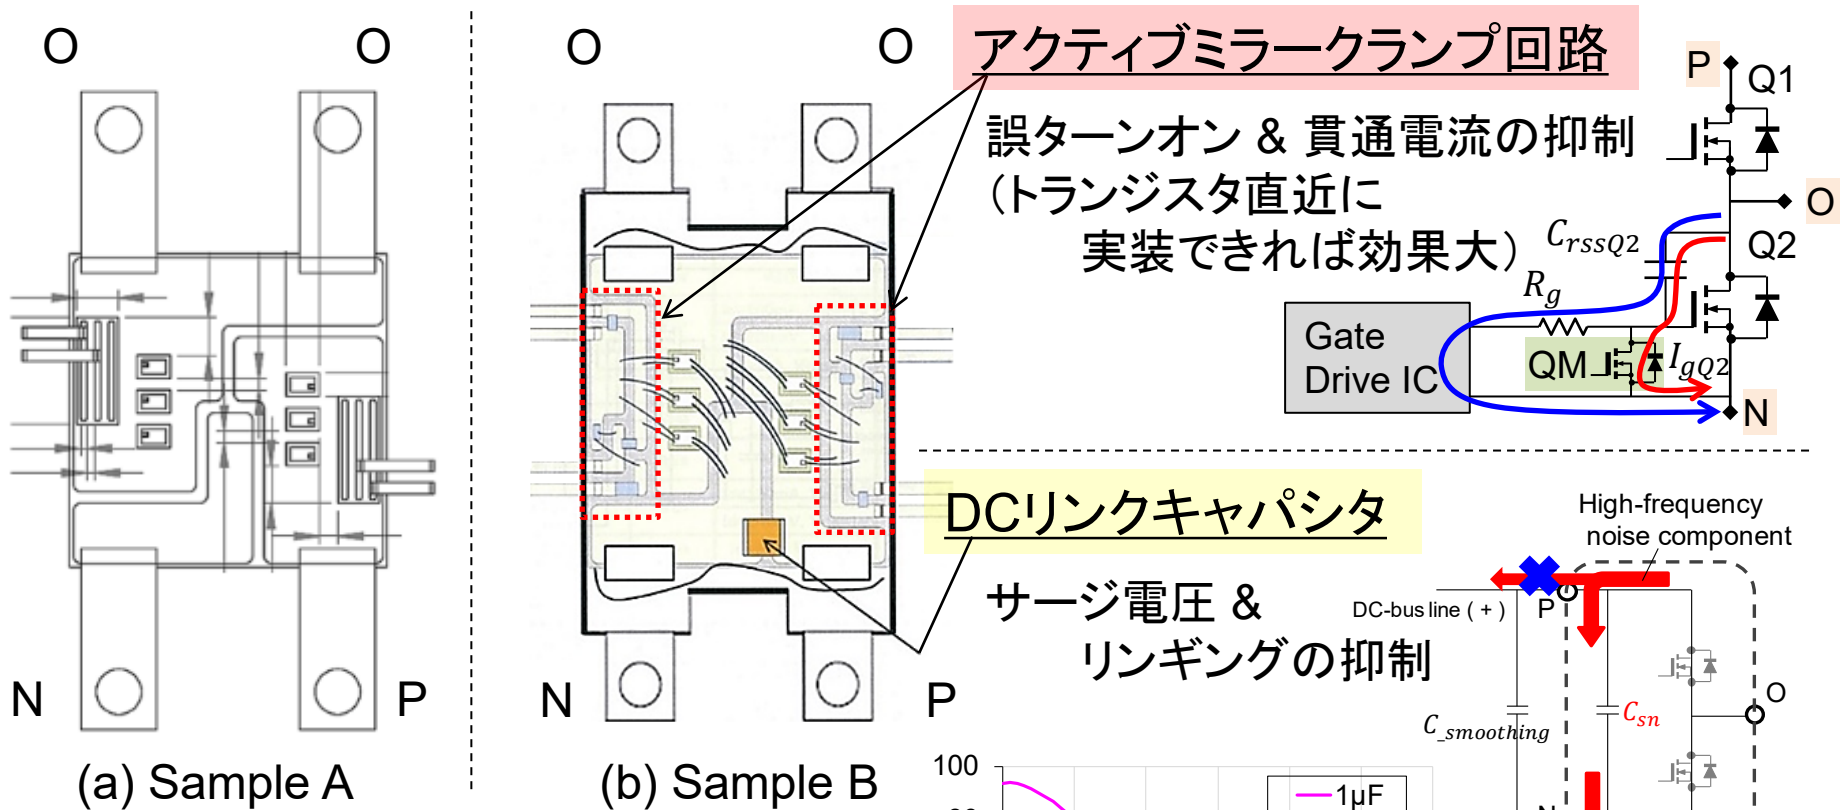 O
O
N
P
(a) Sample A
O
O
N
P
(b) Sample B
アクティブミラークランプ回路
誤ターンオン & 貫通電流の抑制
(トランジスタ直近に
実装できれば効果大)
P
Q1
O
C_rssQ2
Q2
R_g
Gate
Drive IC
QM
I_gQ2
N
DCリンクキャパシタ
サージ電圧 &
リンギングの抑制
High-frequency
noise component
DC-bus line ( + )
P
O
C_smoothing
C_sn
100
1μF